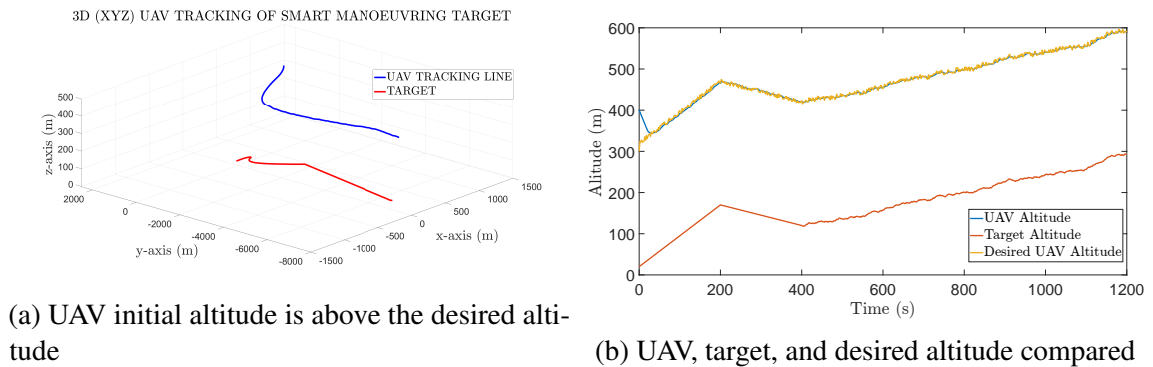 3D (XYZ) UAV TRACKING OF SMART MANOEUVRING TARGET
UAV TRACKING LINE
TARGET
500
400
300
200
100
0
z-axis (m)
2000
0
-2000
-4000
-6000
-8000
y-axis (m)
-1500
-1000
-500
0
500
1000
1500
x-axis (m)
(a) UAV initial altitude is above the desired alti-
tude
600
500
400
300
200
100
0
Alitude (m)
0
200
400
600
800
1000
1200
Time (s)
UAV Altitude
Target Altitude
Desired UAV Altitude
(b) UAV, target, and desired altitude compared